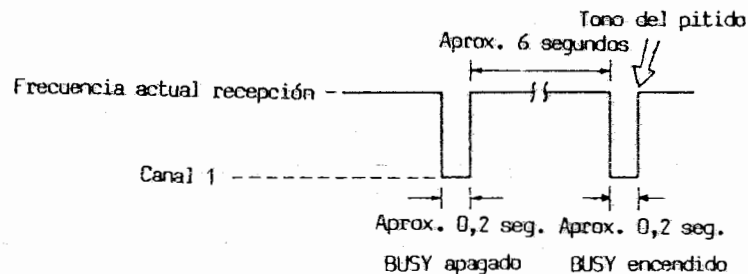 Tono del pitido
Aprox. 6 segundos
Frecuencia actual recepción
Canal 1
Aprox. 0,2 seg. Aprox. 0,2 seg.
BUSY apagado BUSY encendido